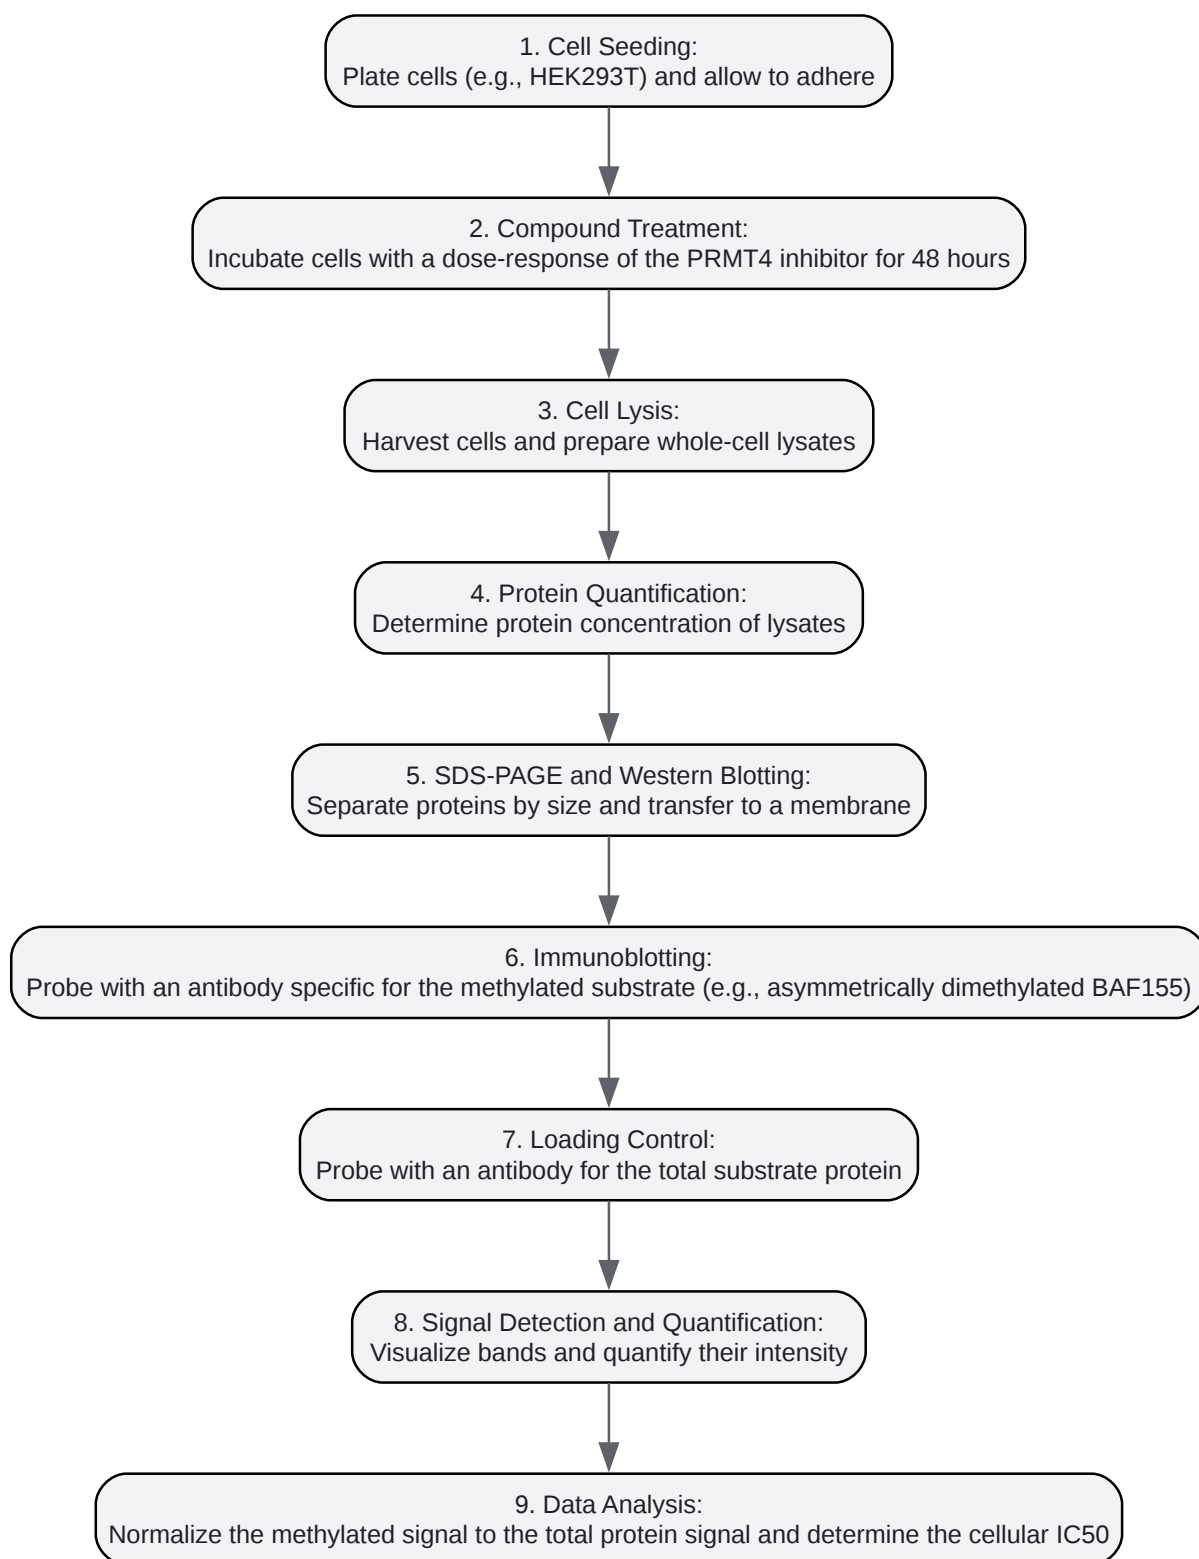 1. Cell Seeding:
Plate cells (e.g., HEK293T) and allow to adhere
2. Compound Treatment:
Incubate cells with a dose-response of the PRMT4 inhibitor for 48 hours
3. Cell Lysis:
Harvest cells and prepare whole-cell lysates
4. Protein Quantification:
Determine protein concentration of lysates
5. SDS-PAGE and Western Blotting:
Separate proteins by size and transfer to a membrane
6. Immunoblotting:
Probe with an antibody specific for the methylated substrate (e.g., asymmetrically dimethylated BAF155)
7. Loading Control:
Probe with an antibody for the total substrate protein
8. Signal Detection and Quantification:
Visualize bands and quantify their intensity
9. Data Analysis:
Normalize the methylated signal to the total protein signal and determine the cellular IC50